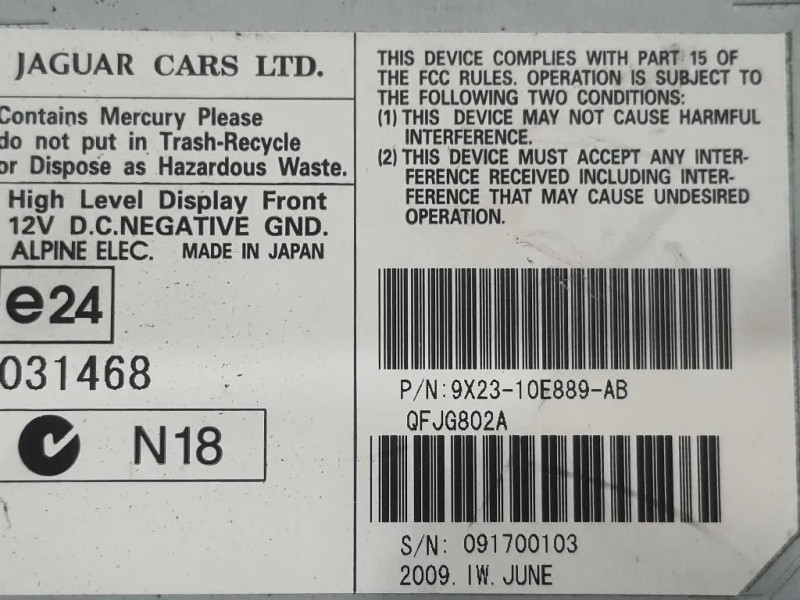 JAGUAR CARS LTD.
Contains Mercury Please
do not put in Trash-Recycle
or Dispose as Hazardous Waste.
High Level Display Front
12V D.C.NEGATIVE GND.
ALPINE ELEC. MADE IN JAPAN
e24
031468
N18
THIS DEVICE COMPLIES WITH PART 15 OF
THE FCC RULES. OPERATION IS SUBJECT TO
THE FOLLOWING TWO CONDITIONS:
(1) THIS DEVICE MAY NOT CAUSE HARMFUL
INTERFERENCE.
(2) THIS DEVICE MUST ACCEPT ANY INTER-
FERENCE RECEIVED INCLUDING INTER-
FERENCE THAT MAY CAUSE UNDESIRED
OPERATION.
P/N:9X23-10E889-AB
QFJG802A
S/N: 091700103
2009. IW. JUNE